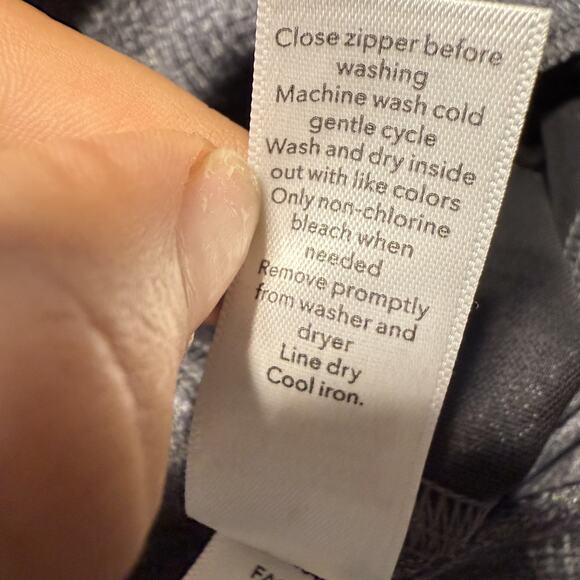 Close zipper before
washing
Machine wash cold
gentle cycle
Wash and dry inside
out with like colors
Only non-chlorine
bleach when
needed
Remove promptly
from washer and
dryer
Line dry
Cool iron.